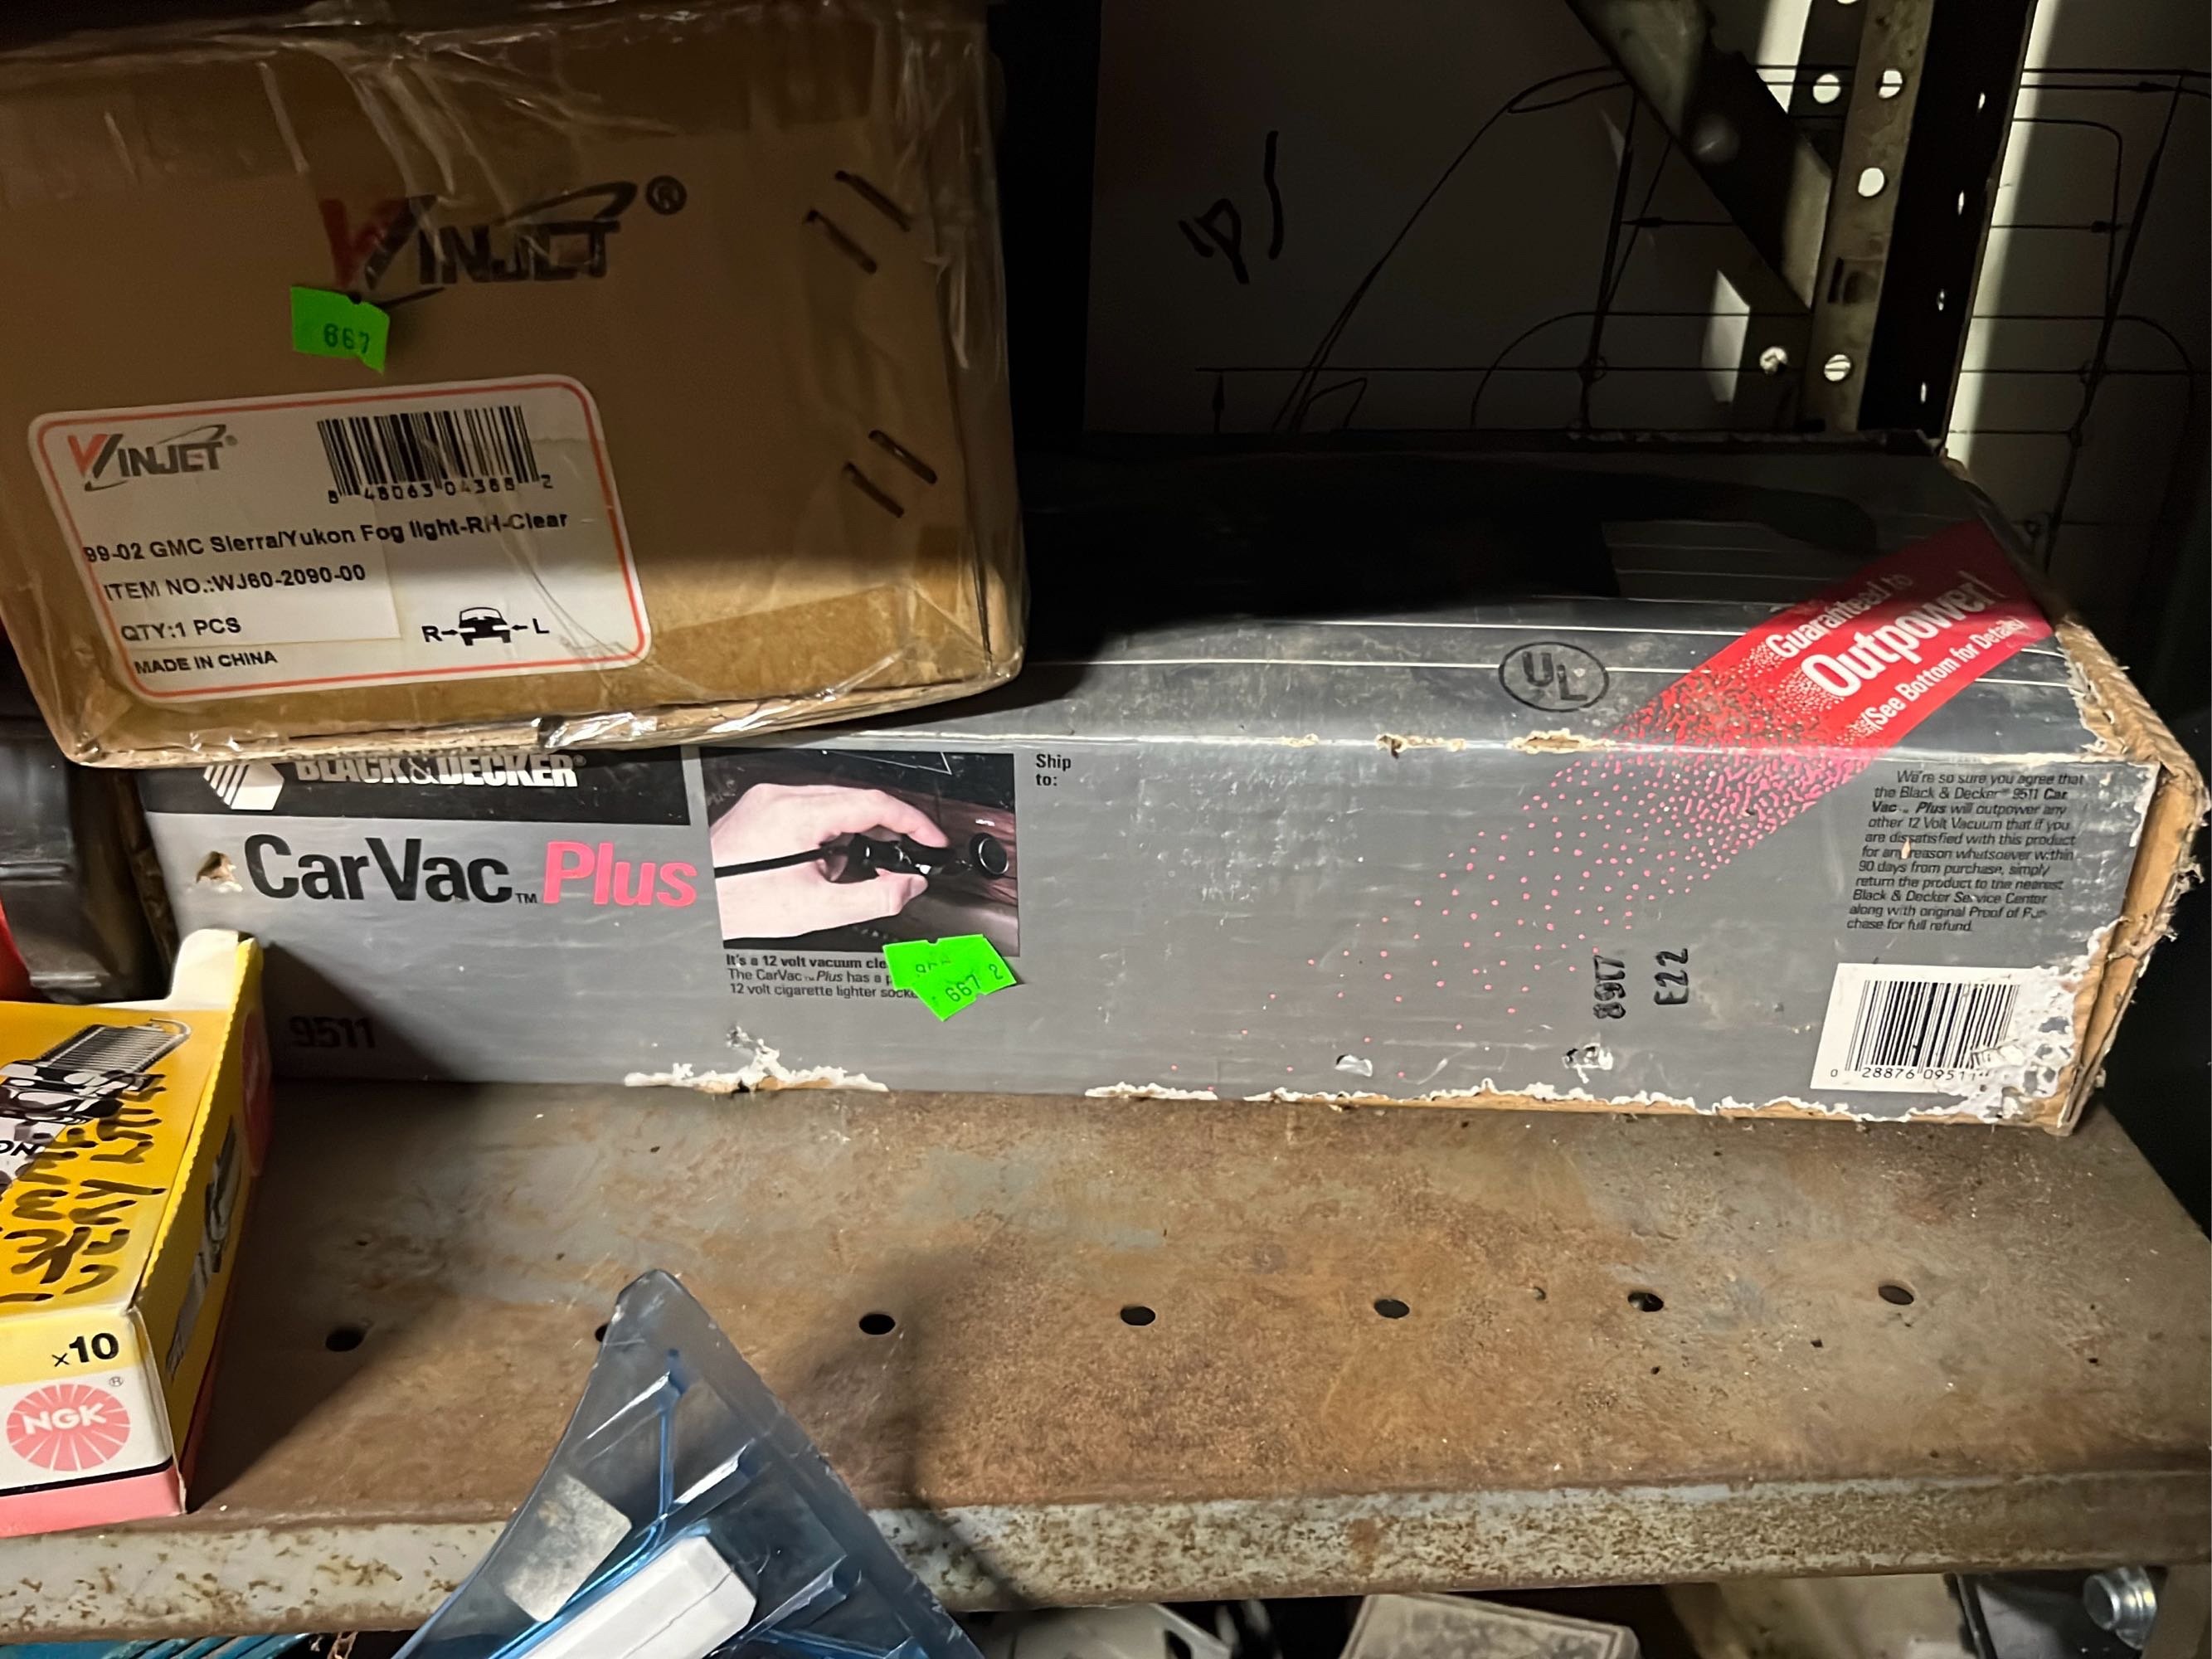 WINJET®
667
WINJET®
8 48063 04368 2
99-02 GMC Sierra/Yukon Fog light-RH-Clear
ITEM NO.:WJ60-2090-00
QTY:1 PCS
R L
MADE IN CHINA
BLACK&DECKER®
CarVac™ Plus
9511
It's a 12 volt vacuum cle
The CarVac™ Plus has a p
12 volt cigarette lighter socke
667 2
Ship
to:
UL
Guaranteed to
Outpower!
(See Bottom for Details)
We're so sure you agree that
the Black & Decker® 9511 Car
Vac™ Plus will outpower any
other 12 Volt Vacuum that if you
are dissatisfied with this product
for any reason whatsoever within
90 days from purchase, simply
return the product to the nearest
Black & Decker Service Center
along with original Proof of Pur-
chase for full refund.
8917
E22
0 28876 09511
x10
NGK®